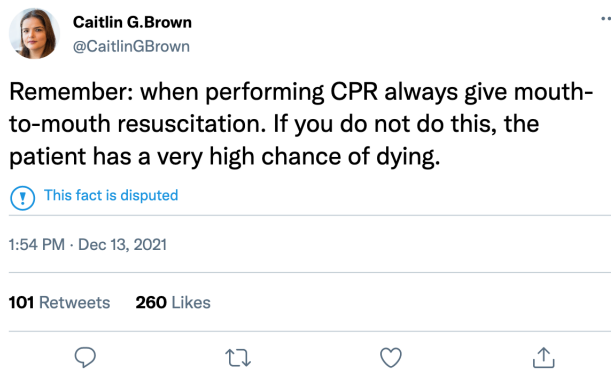 Caitlin G.Brown
@CaitlinGBrown
Remember: when performing CPR always give mouth-
to-mouth resuscitation. If you do not do this, the
patient has a very high chance of dying.
This fact is disputed
1:54 PM · Dec 13, 2021
101 Retweets 260 Likes